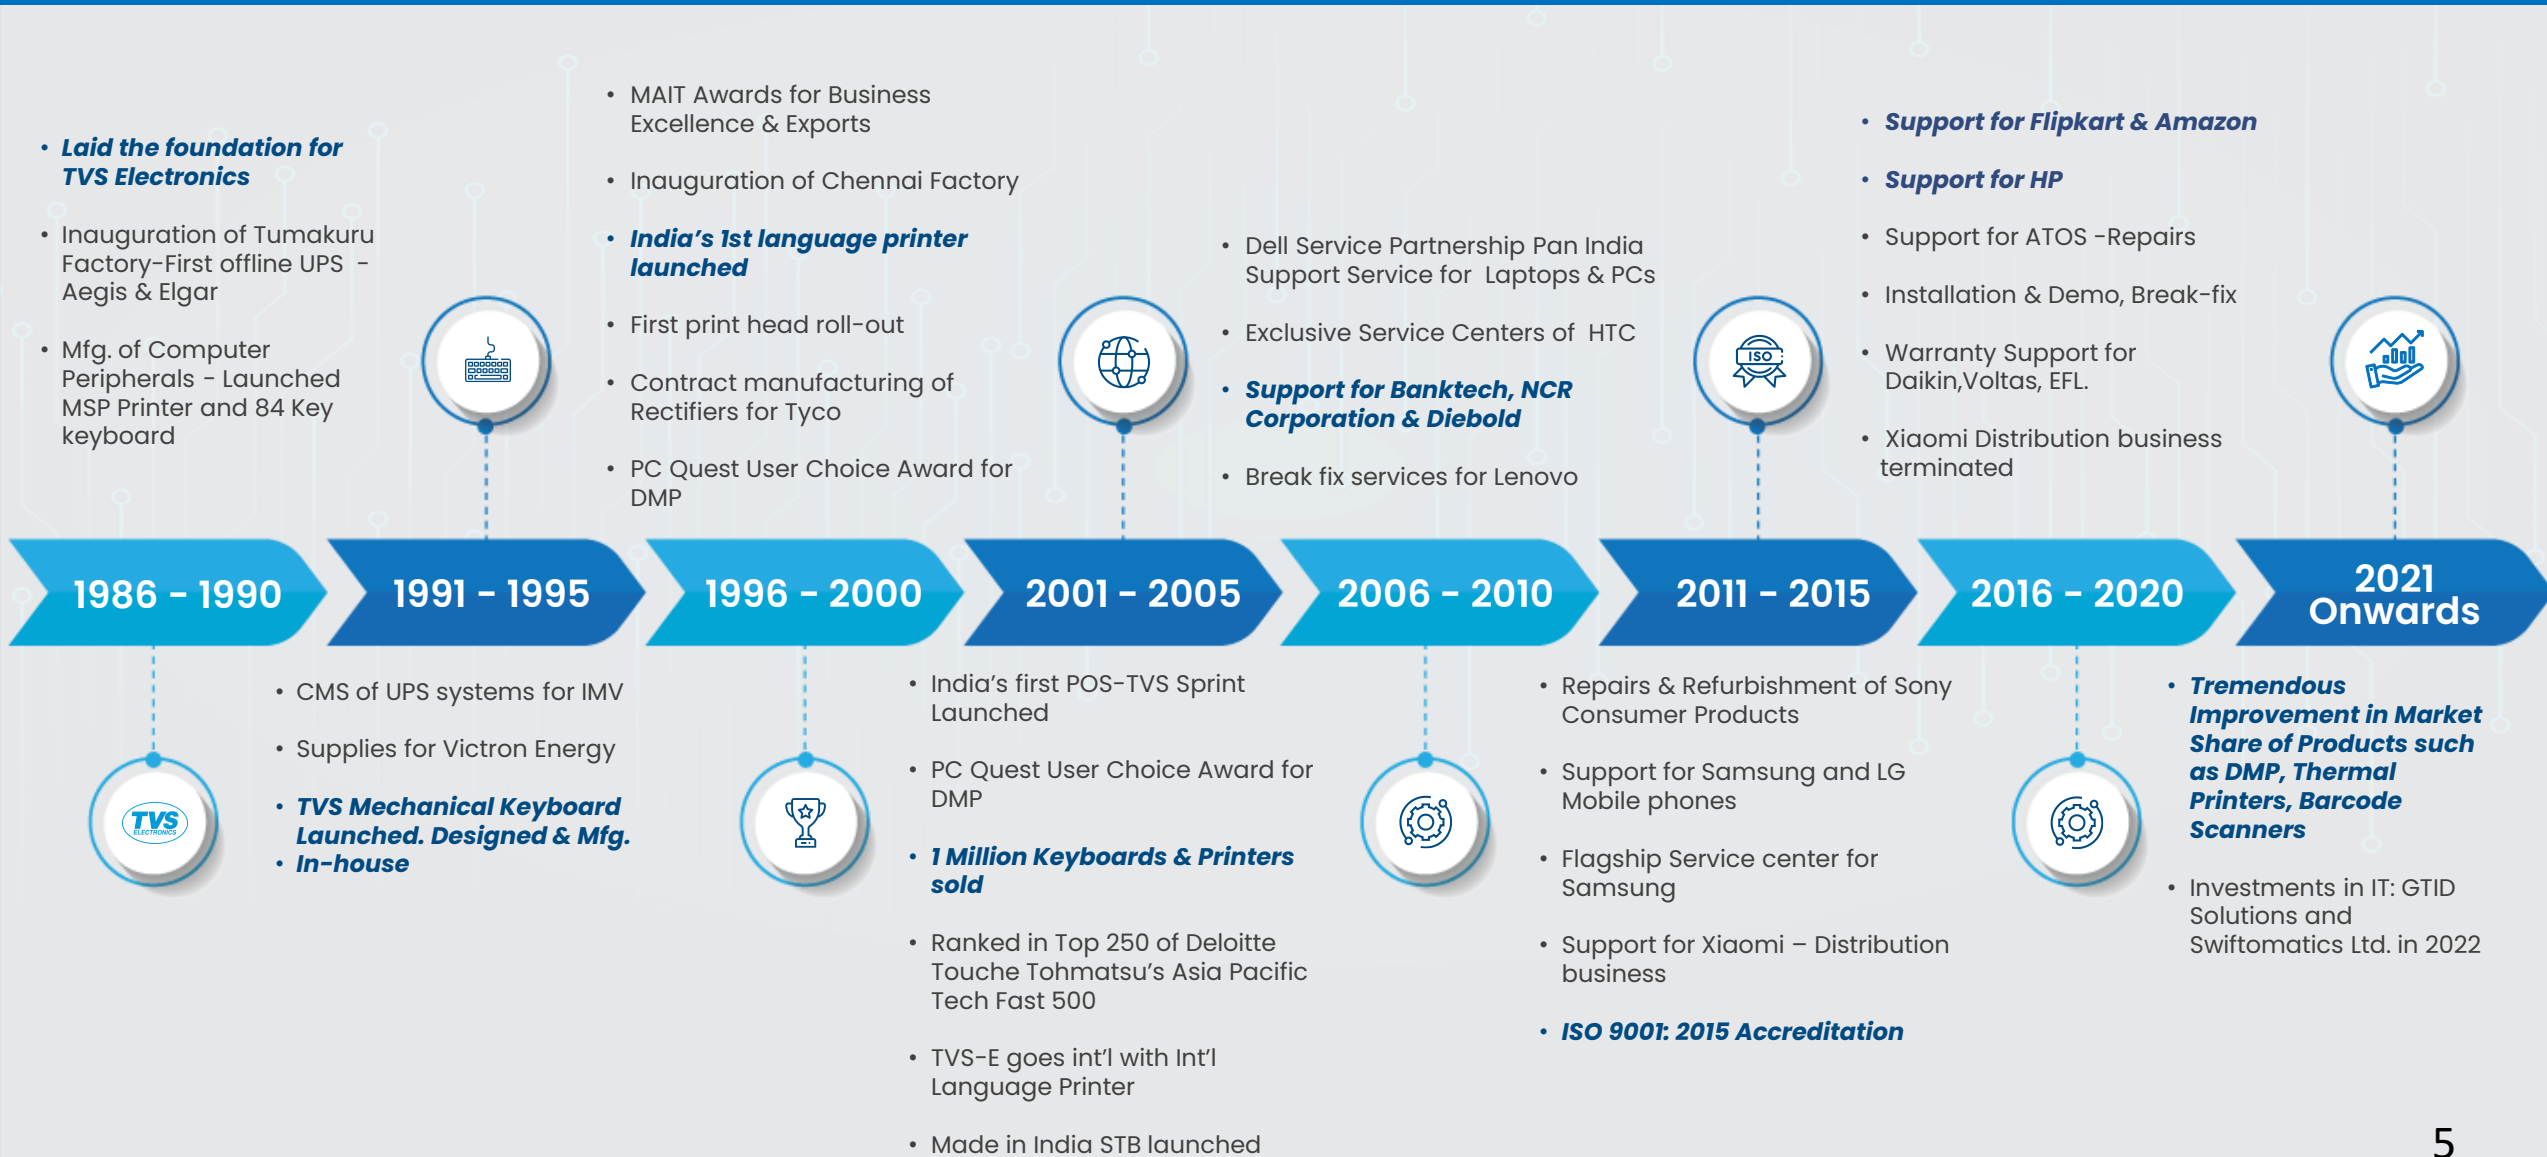 • Laid the foundation for
TVS Electronics
• Inauguration of Tumakuru
Factory-First offline UPS -
Aegis & Elgar
• Mfg. of Computer
Peripherals - Launched
MSP Printer and 84 Key
keyboard
• MAIT Awards for Business
Excellence & Exports
• Inauguration of Chennai Factory
• India's 1st language printer
launched
• First print head roll-out
• Contract manufacturing of
Rectifiers for Tyco
• PC Quest User Choice Award for
DMP
• Dell Service Partnership Pan India
Support Service for Laptops & PCs
• Exclusive Service Centers of HTC
• Support for Banktech, NCR
Corporation & Diebold
• Break fix services for Lenovo
ISO
• Support for Flipkart & Amazon
• Support for HP
• Support for ATOS -Repairs
• Installation & Demo, Break-fix
• Warranty Support for
Daikin,Voltas, EFL.
• Xiaomi Distribution business
terminated
1986 - 1990
1991 - 1995
1996 - 2000
2001 - 2005
2006 - 2010
2011 - 2015
2016 - 2020
2021
Onwards
TVS
ELECTRONICS
• CMS of UPS systems for IMV
• Supplies for Victron Energy
• TVS Mechanical Keyboard
Launched. Designed & Mfg.
• In-house
• India's first POS-TVS Sprint
Launched
• PC Quest User Choice Award for
DMP
• 1 Million Keyboards & Printers
sold
• Ranked in Top 250 of Deloitte
Touche Tohmatsu's Asia Pacific
Tech Fast 500
• TVS-E goes int'l with Int'l
Language Printer
• Made in India STB launched
• Repairs & Refurbishment of Sony
Consumer Products
• Support for Samsung and LG
Mobile phones
• Flagship Service center for
Samsung
• Support for Xiaomi – Distribution
business
• ISO 9001: 2015 Accreditation
• Tremendous
Improvement in Market
Share of Products such
as DMP, Thermal
Printers, Barcode
Scanners
• Investments in IT: GTID
Solutions and
Swiftomatics Ltd. in 2022
5